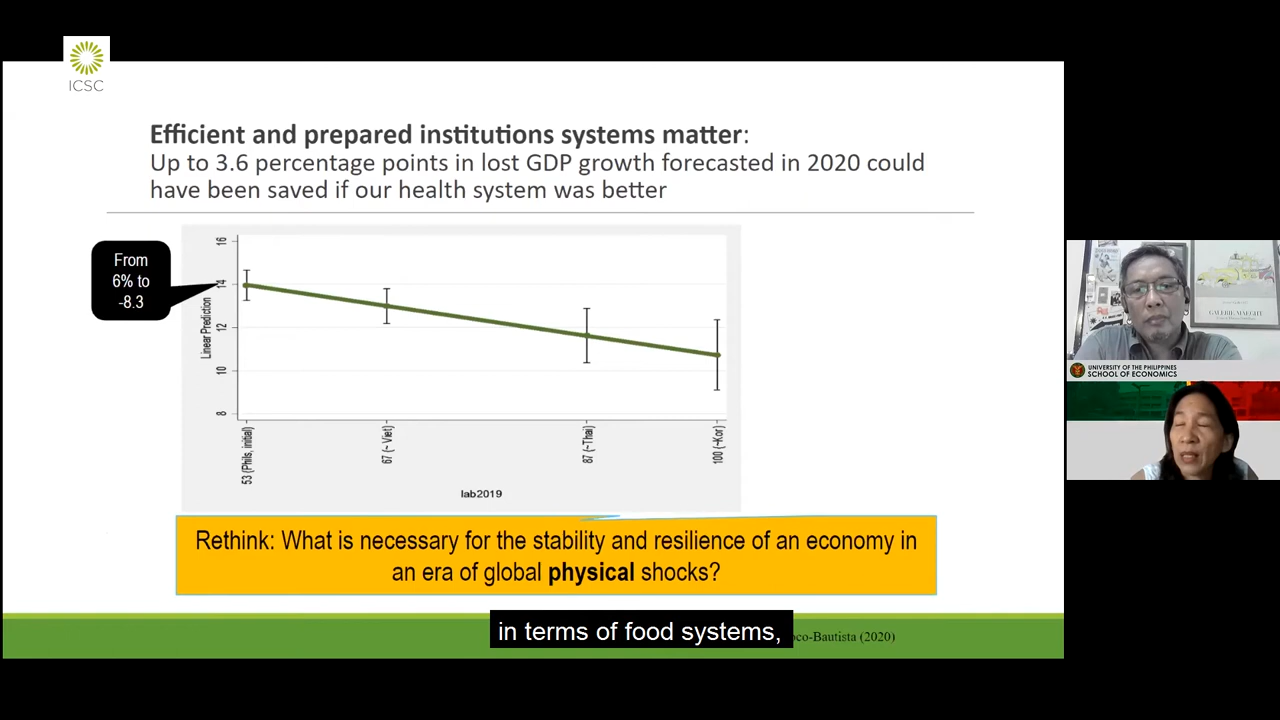 ICSC
Efficient and prepared institutions systems matter:
Up to 3.6 percentage points in lost GDP growth forecasted in 2020 could
have been saved if our health system was better
From
6% to
-8.3
16
14
12
10
8
Linear Prediction
53 (Phils, initial)
67 (~ Viet)
87 (~Thai)
100 (~Kor)
lab2019
Rethink: What is necessary for the stability and resilience of an economy in
an era of global physical shocks?
in terms of food systems,
oco-Bautista (2020)
GALERIE MAEGHT
UNIVERSITY OF THE PHILIPPINES
SCHOOL OF ECONOMICS